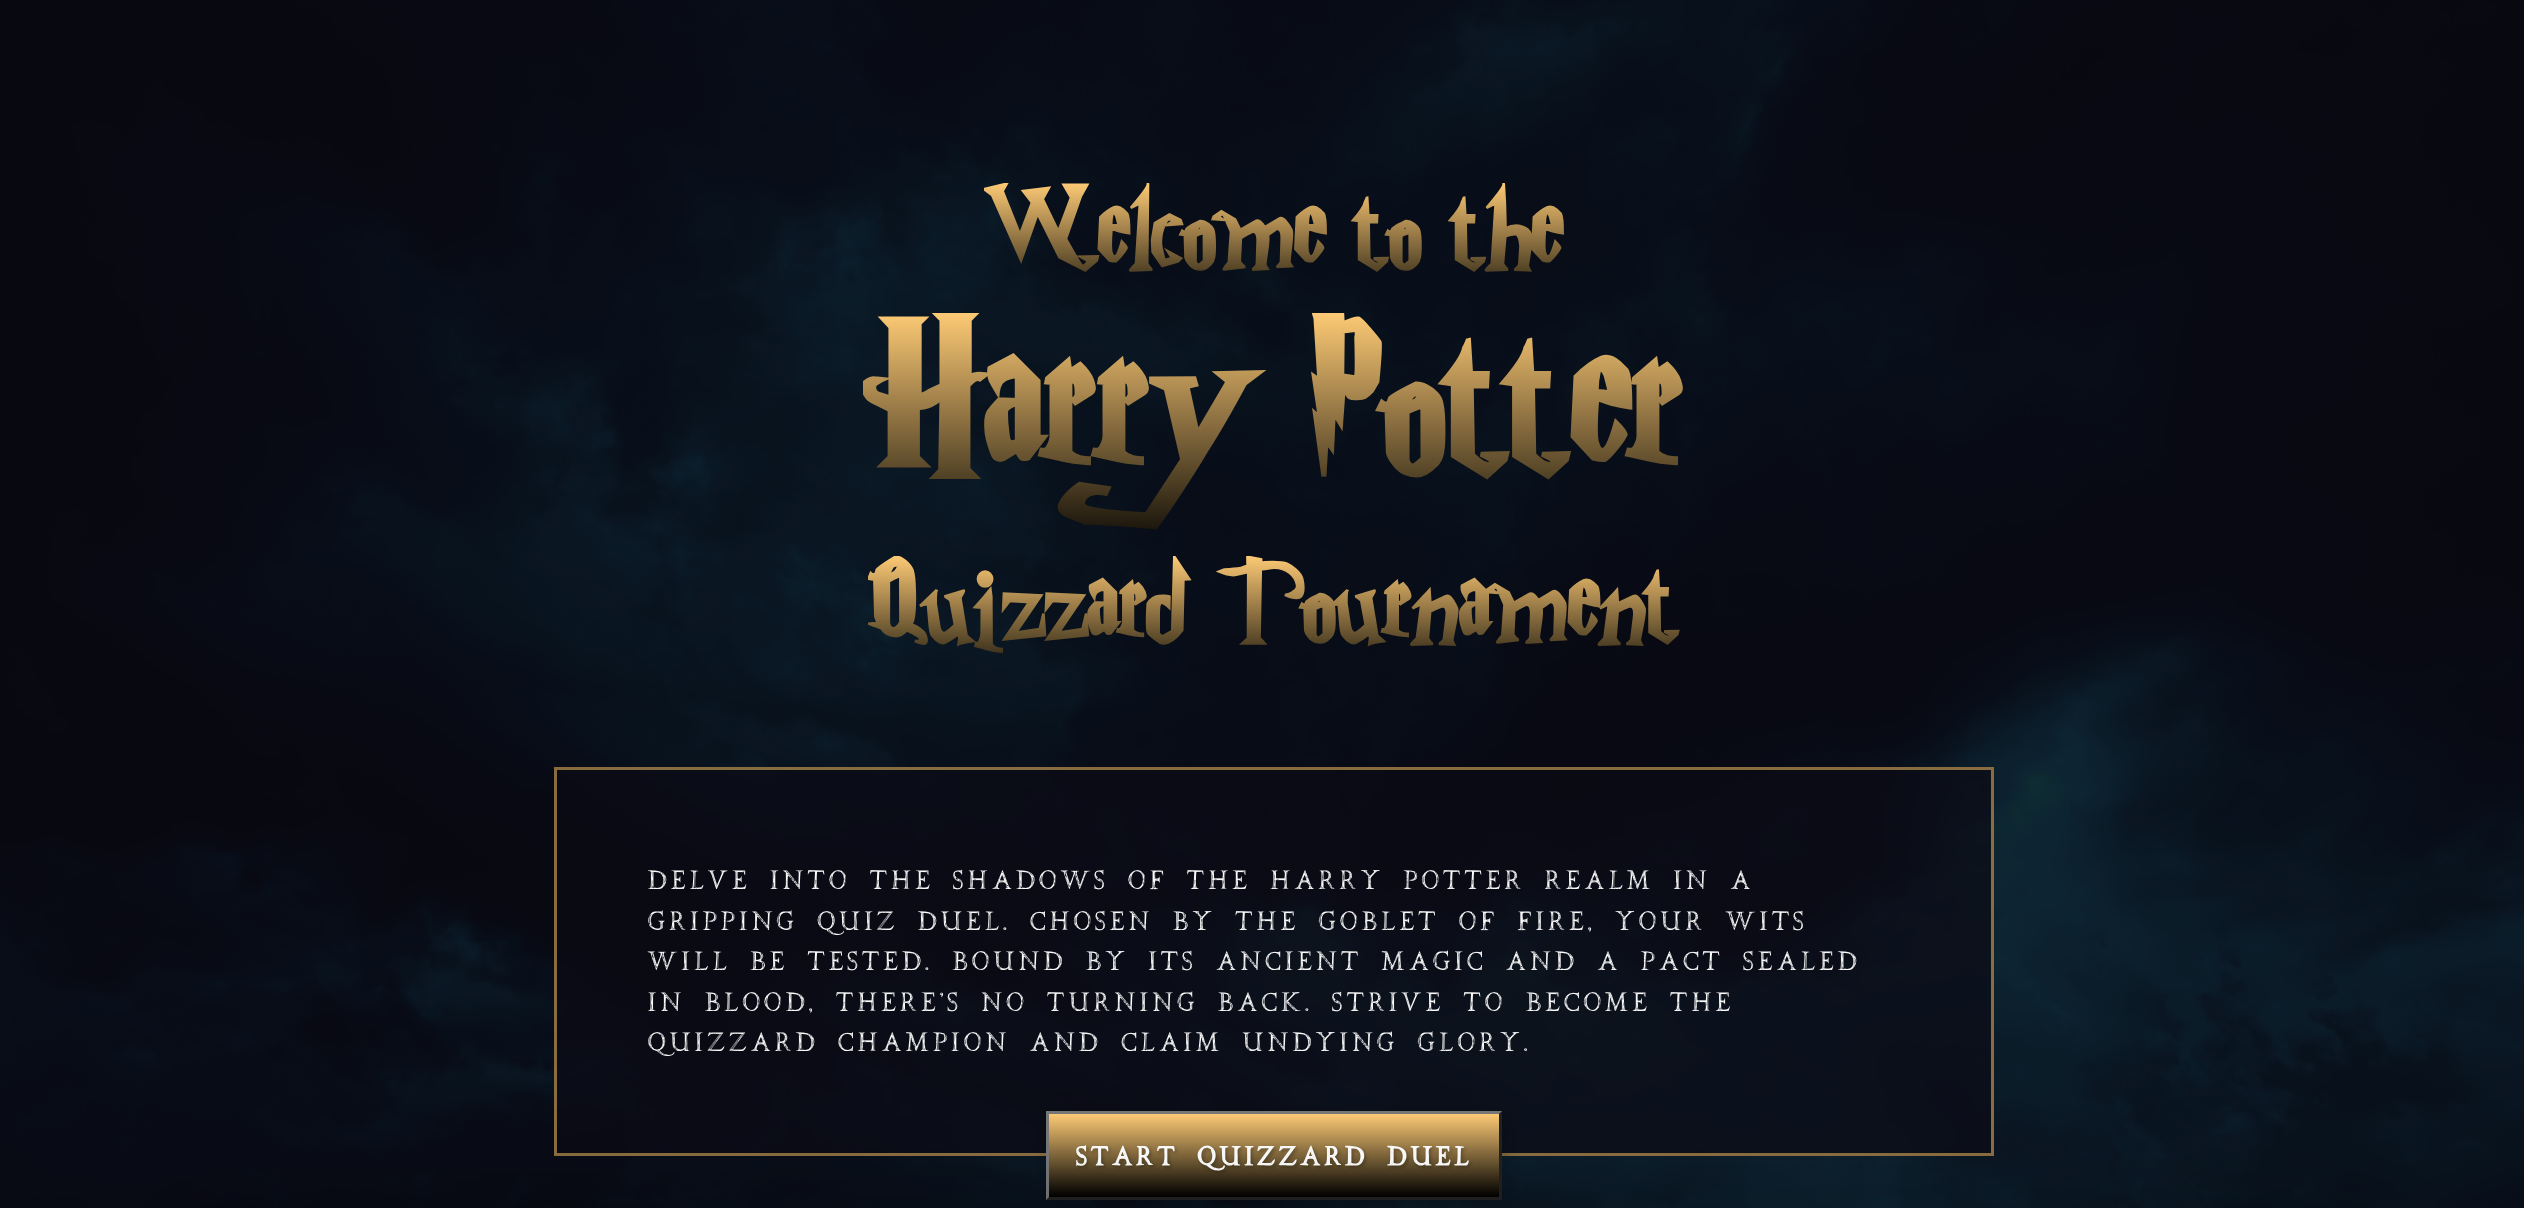 Welcome to the
Harry Potter
Quizzard Tournament
DELVE INTO THE SHADOWS OF THE HARRY POTTER REALM IN A
GRIPPING QUIZ DUEL. CHOSEN BY THE GOBLET OF FIRE, YOUR WITS
WILL BE TESTED. BOUND BY ITS ANCIENT MAGIC AND A PACT SEALED
IN BLOOD, THERE'S NO TURNING BACK. STRIVE TO BECOME THE
QUIZZARD CHAMPION AND CLAIM UNDYING GLORY.
START QUIZZARD DUEL